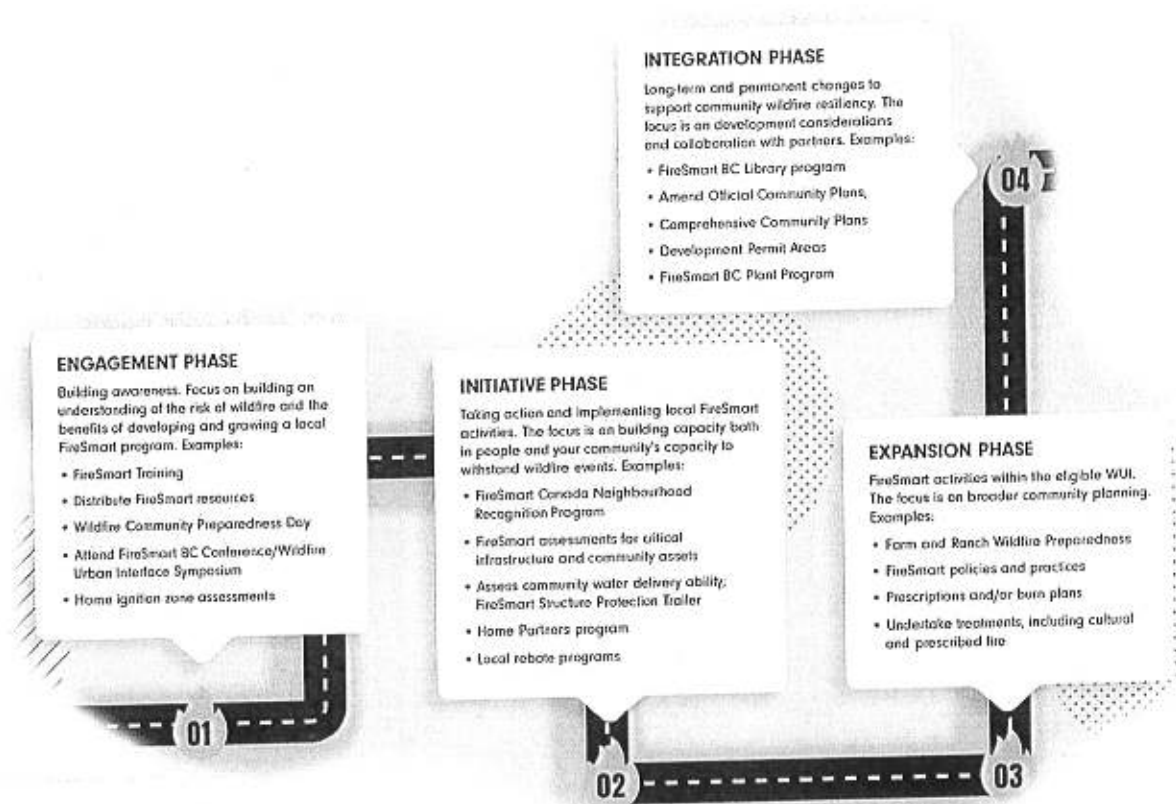 ENGAGEMENT PHASE
Building awareness. Focus on building an
understanding of the risk of wildfire and the
benefits of developing and growing a local
FireSmart program. Examples:
• FireSmart Training
• Distribute FireSmart resources
• Wildfire Community Preparedness Day
• Attend FireSmart BC Conference/Wildfire
Urban Interface Symposium
• Home ignition zone assessments
01
INITIATIVE PHASE
Taking action and implementing local FireSmart
activities. The focus is on building capacity both
in people and your community's capacity to
withstand wildfire events. Examples:
• FireSmart Canada Neighbourhood
Recognition Program
• FireSmart assessments for critical
infrastructure and community assets
• Assess community water delivery ability;
FireSmart Structure Protection Trailer
• Home Partners program
• Local rebate programs
02
EXPANSION PHASE
FireSmart activities within the eligible WUI.
The focus is on broader community planning.
Examples:
• Farm and Ranch Wildfire Preparedness
• FireSmart policies and practices
• Prescriptions and/or burn plans
• Undertake treatments, including cultural
and prescribed fire
03
INTEGRATION PHASE
Long-term and permanent changes to
support community wildfire resiliency. The
focus is on development considerations
and collaboration with partners. Examples:
• FireSmart BC Library program
• Amend Official Community Plans,
• Comprehensive Community Plans
• Development Permit Areas
• FireSmart BC Plant Program
04